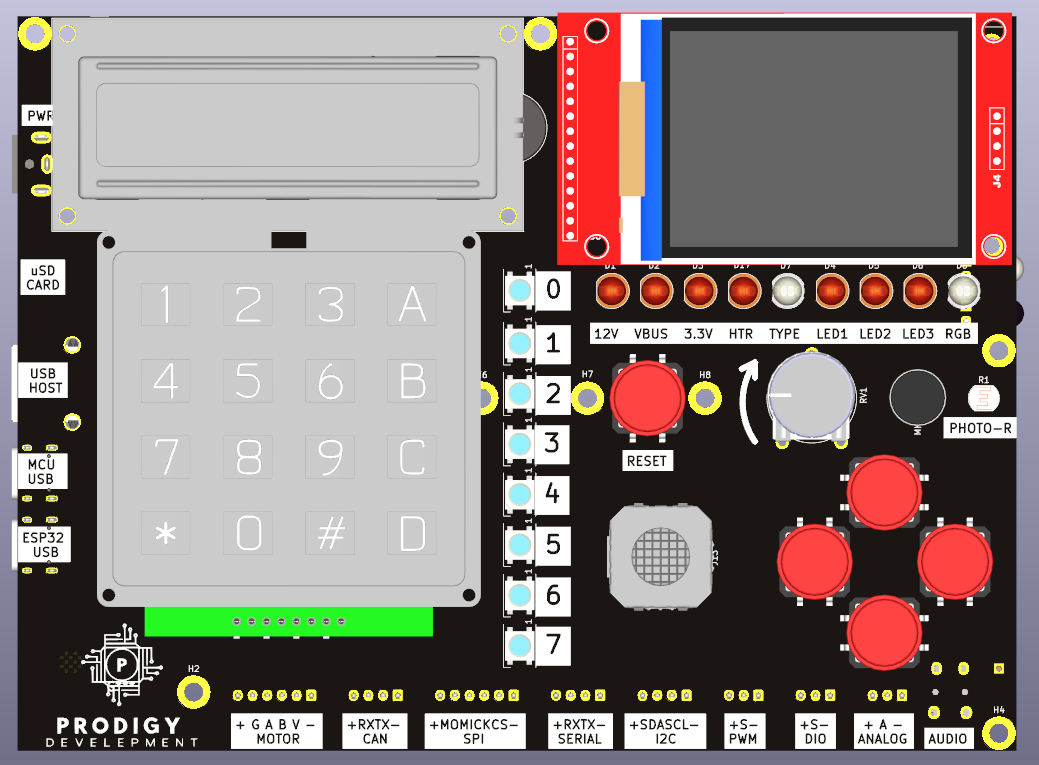 PWR
J4
uSD
CARD
1 2 3 A
4 5 6 B
7 8 9 C
* 0 # D
0
1
2
3
4
5
6
7
D1 D2 D3 D17 D7 D4 D5 D6
12V VBUS 3.3V HTR TYPE LED1 LED2 LED3 RGB
USB
HOST
H7
H8
RV1
R1
PHOTO-R
RESET
MCU
USB
ESP32
USB
J13
P
H2
H4
PRODIGY
DEVELEPMENT
+ G A B V -
MOTOR
+RXTX-
CAN
+MOMICKCS-
SPI
+RXTX-
SERIAL
+SDASCL-
I2C
+S-
PWM
+S-
DIO
+ A -
ANALOG
AUDIO